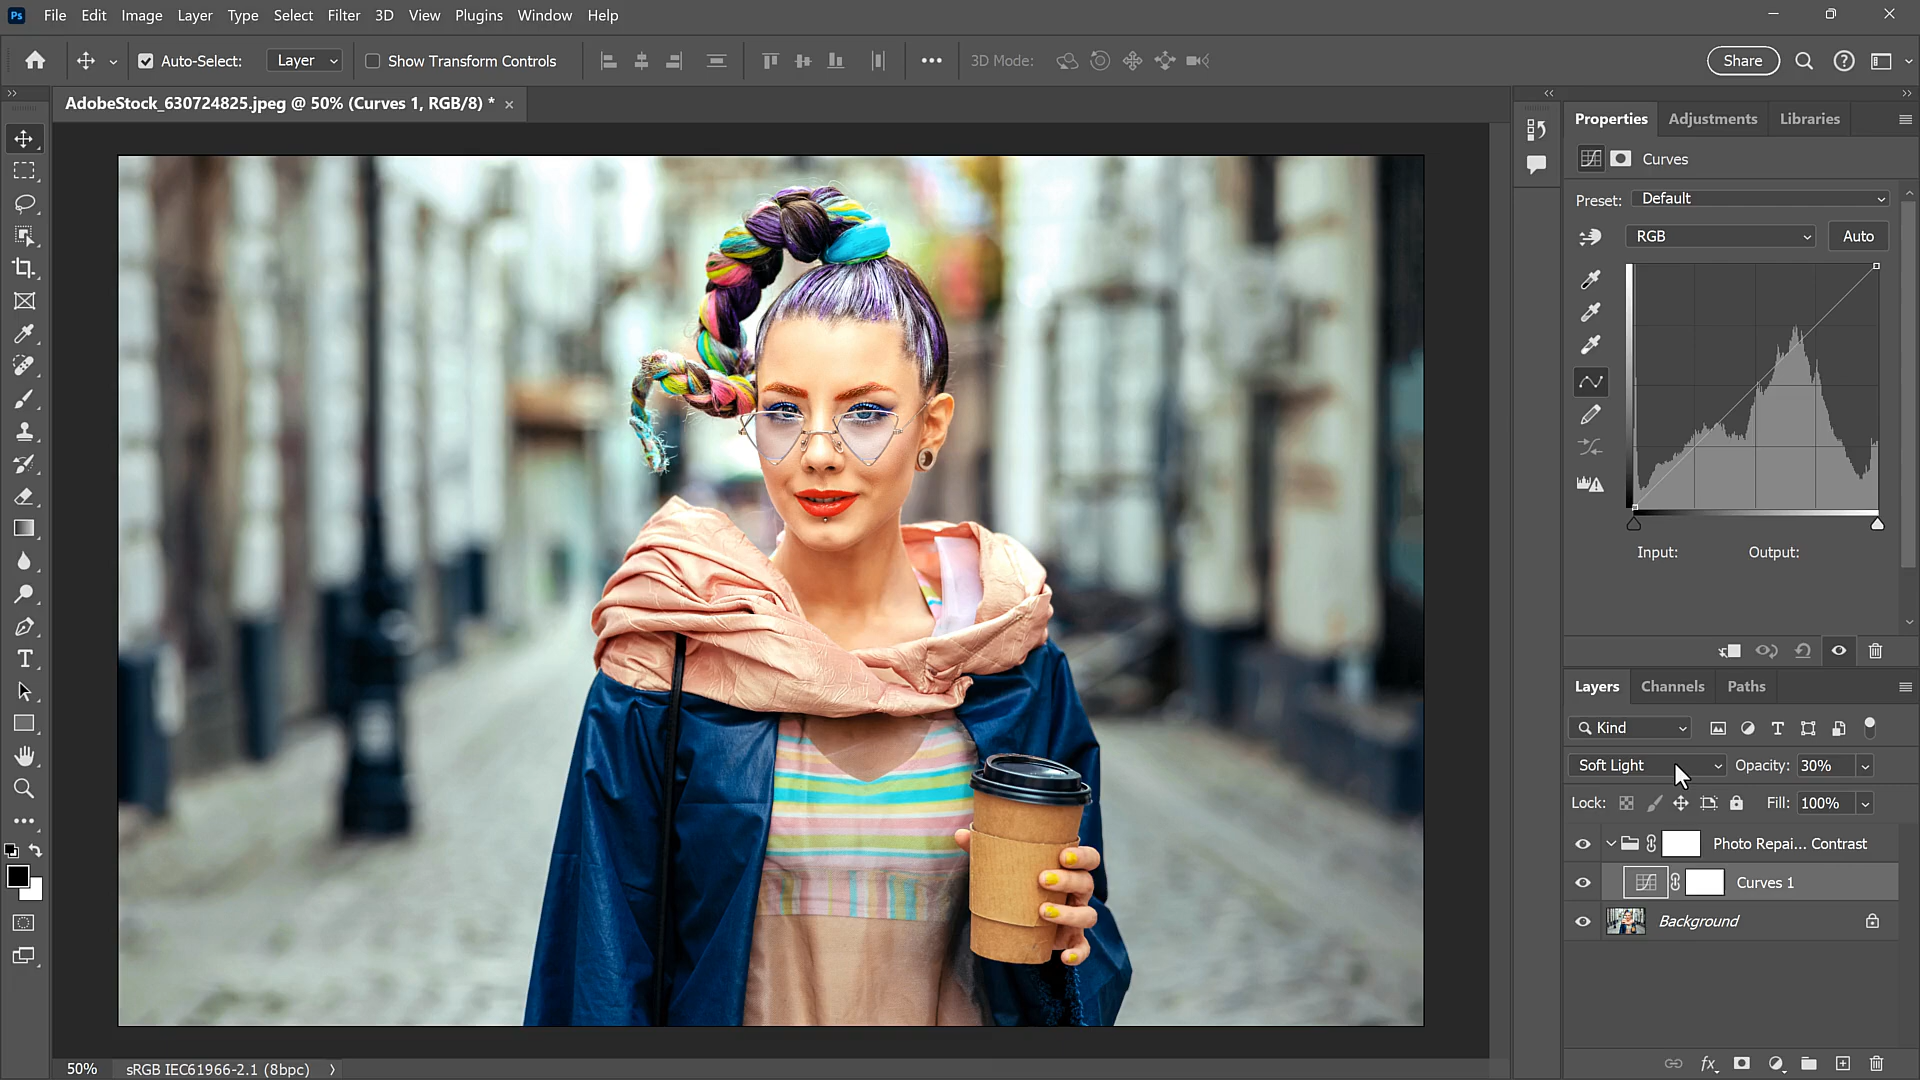 Ps File Edit Image Layer Type Select Filter 3D View Plugins Window Help
Auto-Select: Layer Show Transform Controls 3D Mode: Share
AdobeStock_630724825.jpeg @ 50% (Curves 1, RGB/8) * ×
Properties Adjustments Libraries
Curves
Preset: Default
RGB Auto
Input: Output:
Layers Channels Paths
Kind
Soft Light Opacity: 30%
Lock: Fill: 100%
Photo Repai... Contrast
Curves 1
Background
50% sRGB IEC61966-2.1 (8bpc)
fx